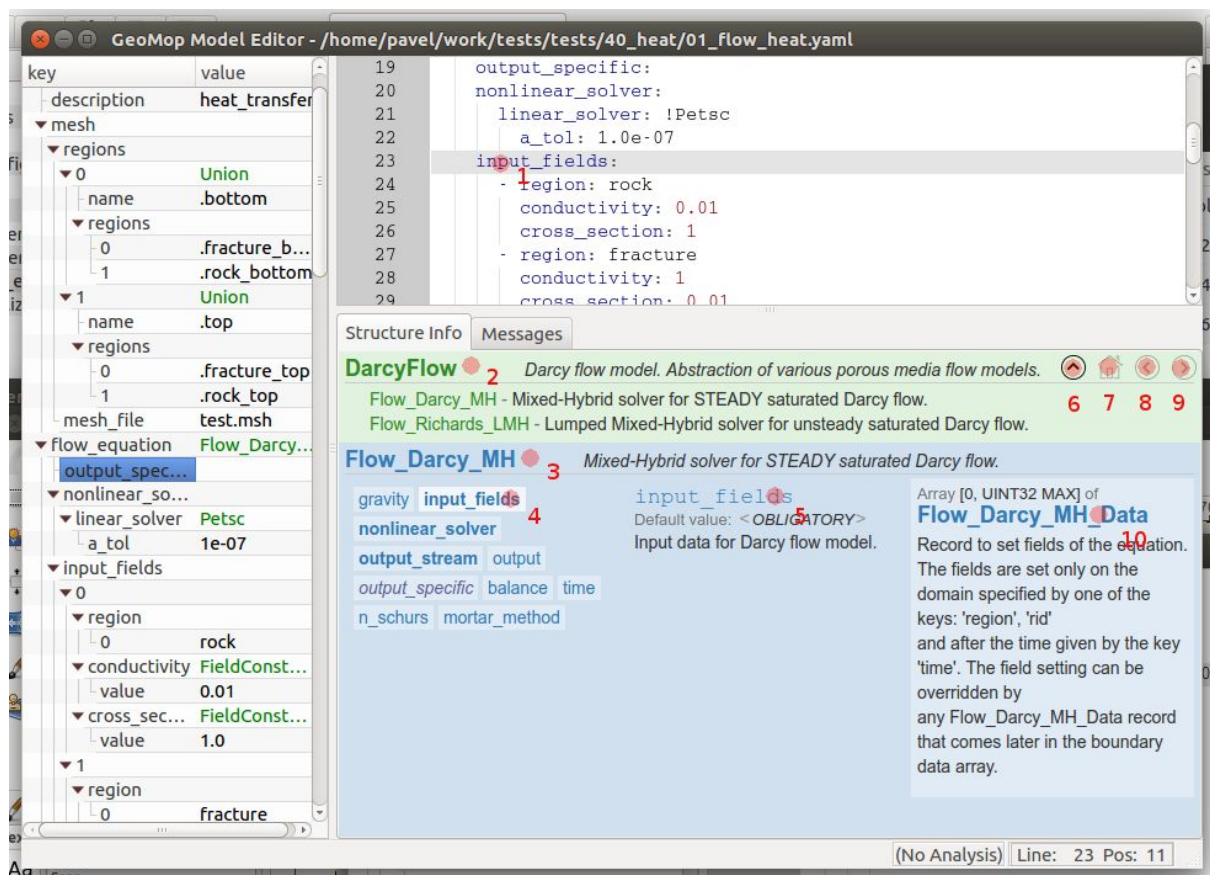 GeoMop Model Editor - /home/pavel/work/tests/tests/40_heat/01_flow_heat.yaml
key value
description heat_transfer
mesh
regions
0 Union
name .bottom
regions
0 .fracture_b...
1 .rock_bottom
1 Union
name .top
regions
0 .fracture_top
1 .rock_top
mesh_file test.msh
flow_equation Flow_Darcy...
output_spec...
nonlinear_so...
linear_solver Petsc
a_tol 1e-07
input_fields
0
region
0 rock
conductivity FieldConst...
value 0.01
cross_sec... FieldConst...
value 1.0
1
region
0 fracture
19 output_specific:
20 nonlinear_solver:
21 linear_solver: !Petsc
22 a_tol: 1.0e-07
23 input_fields:
1
24 - region: rock
25 conductivity: 0.01
26 cross_section: 1
27 - region: fracture
28 conductivity: 1
29 cross_section: 0.01
Structure Info Messages
DarcyFlow 2 Darcy flow model. Abstraction of various porous media flow models.
6 7 8 9
Flow_Darcy_MH - Mixed-Hybrid solver for STEADY saturated Darcy flow.
Flow_Richards_LMH - Lumped Mixed-Hybrid solver for unsteady saturated Darcy flow.
Flow_Darcy_MH 3 Mixed-Hybrid solver for STEADY saturated Darcy flow.
gravity input_fields
4
nonlinear_solver
output_stream output
output_specific balance time
n_schurs mortar_method
input_fields
5
Default value: <OBLIGATORY>
Input data for Darcy flow model.
Array [0, UINT32 MAX] of
Flow_Darcy_MH_Data
10
Record to set fields of the equation.
The fields are set only on the
domain specified by one of the
keys: 'region', 'rid'
and after the time given by the key
'time'. The field setting can be
overridden by
any Flow_Darcy_MH_Data record
that comes later in the boundary
data array.
(No Analysis) Line: 23 Pos: 11